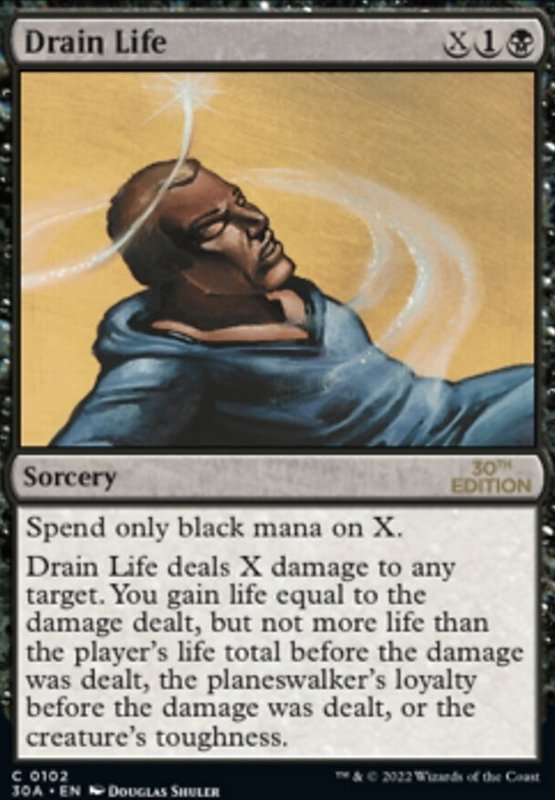 Drain Life X1
Sorcery
30TH
EDITION
Spend only black mana on X.
Drain Life deals X damage to any
target. You gain life equal to the
damage dealt, but not more life than
the player's life total before the damage
was dealt, the planeswalker's loyalty
before the damage was dealt, or the
creature's toughness.
C 0102
30A • EN DOUGLAS SHULER
™ & © 2022 Wizards of the Coast